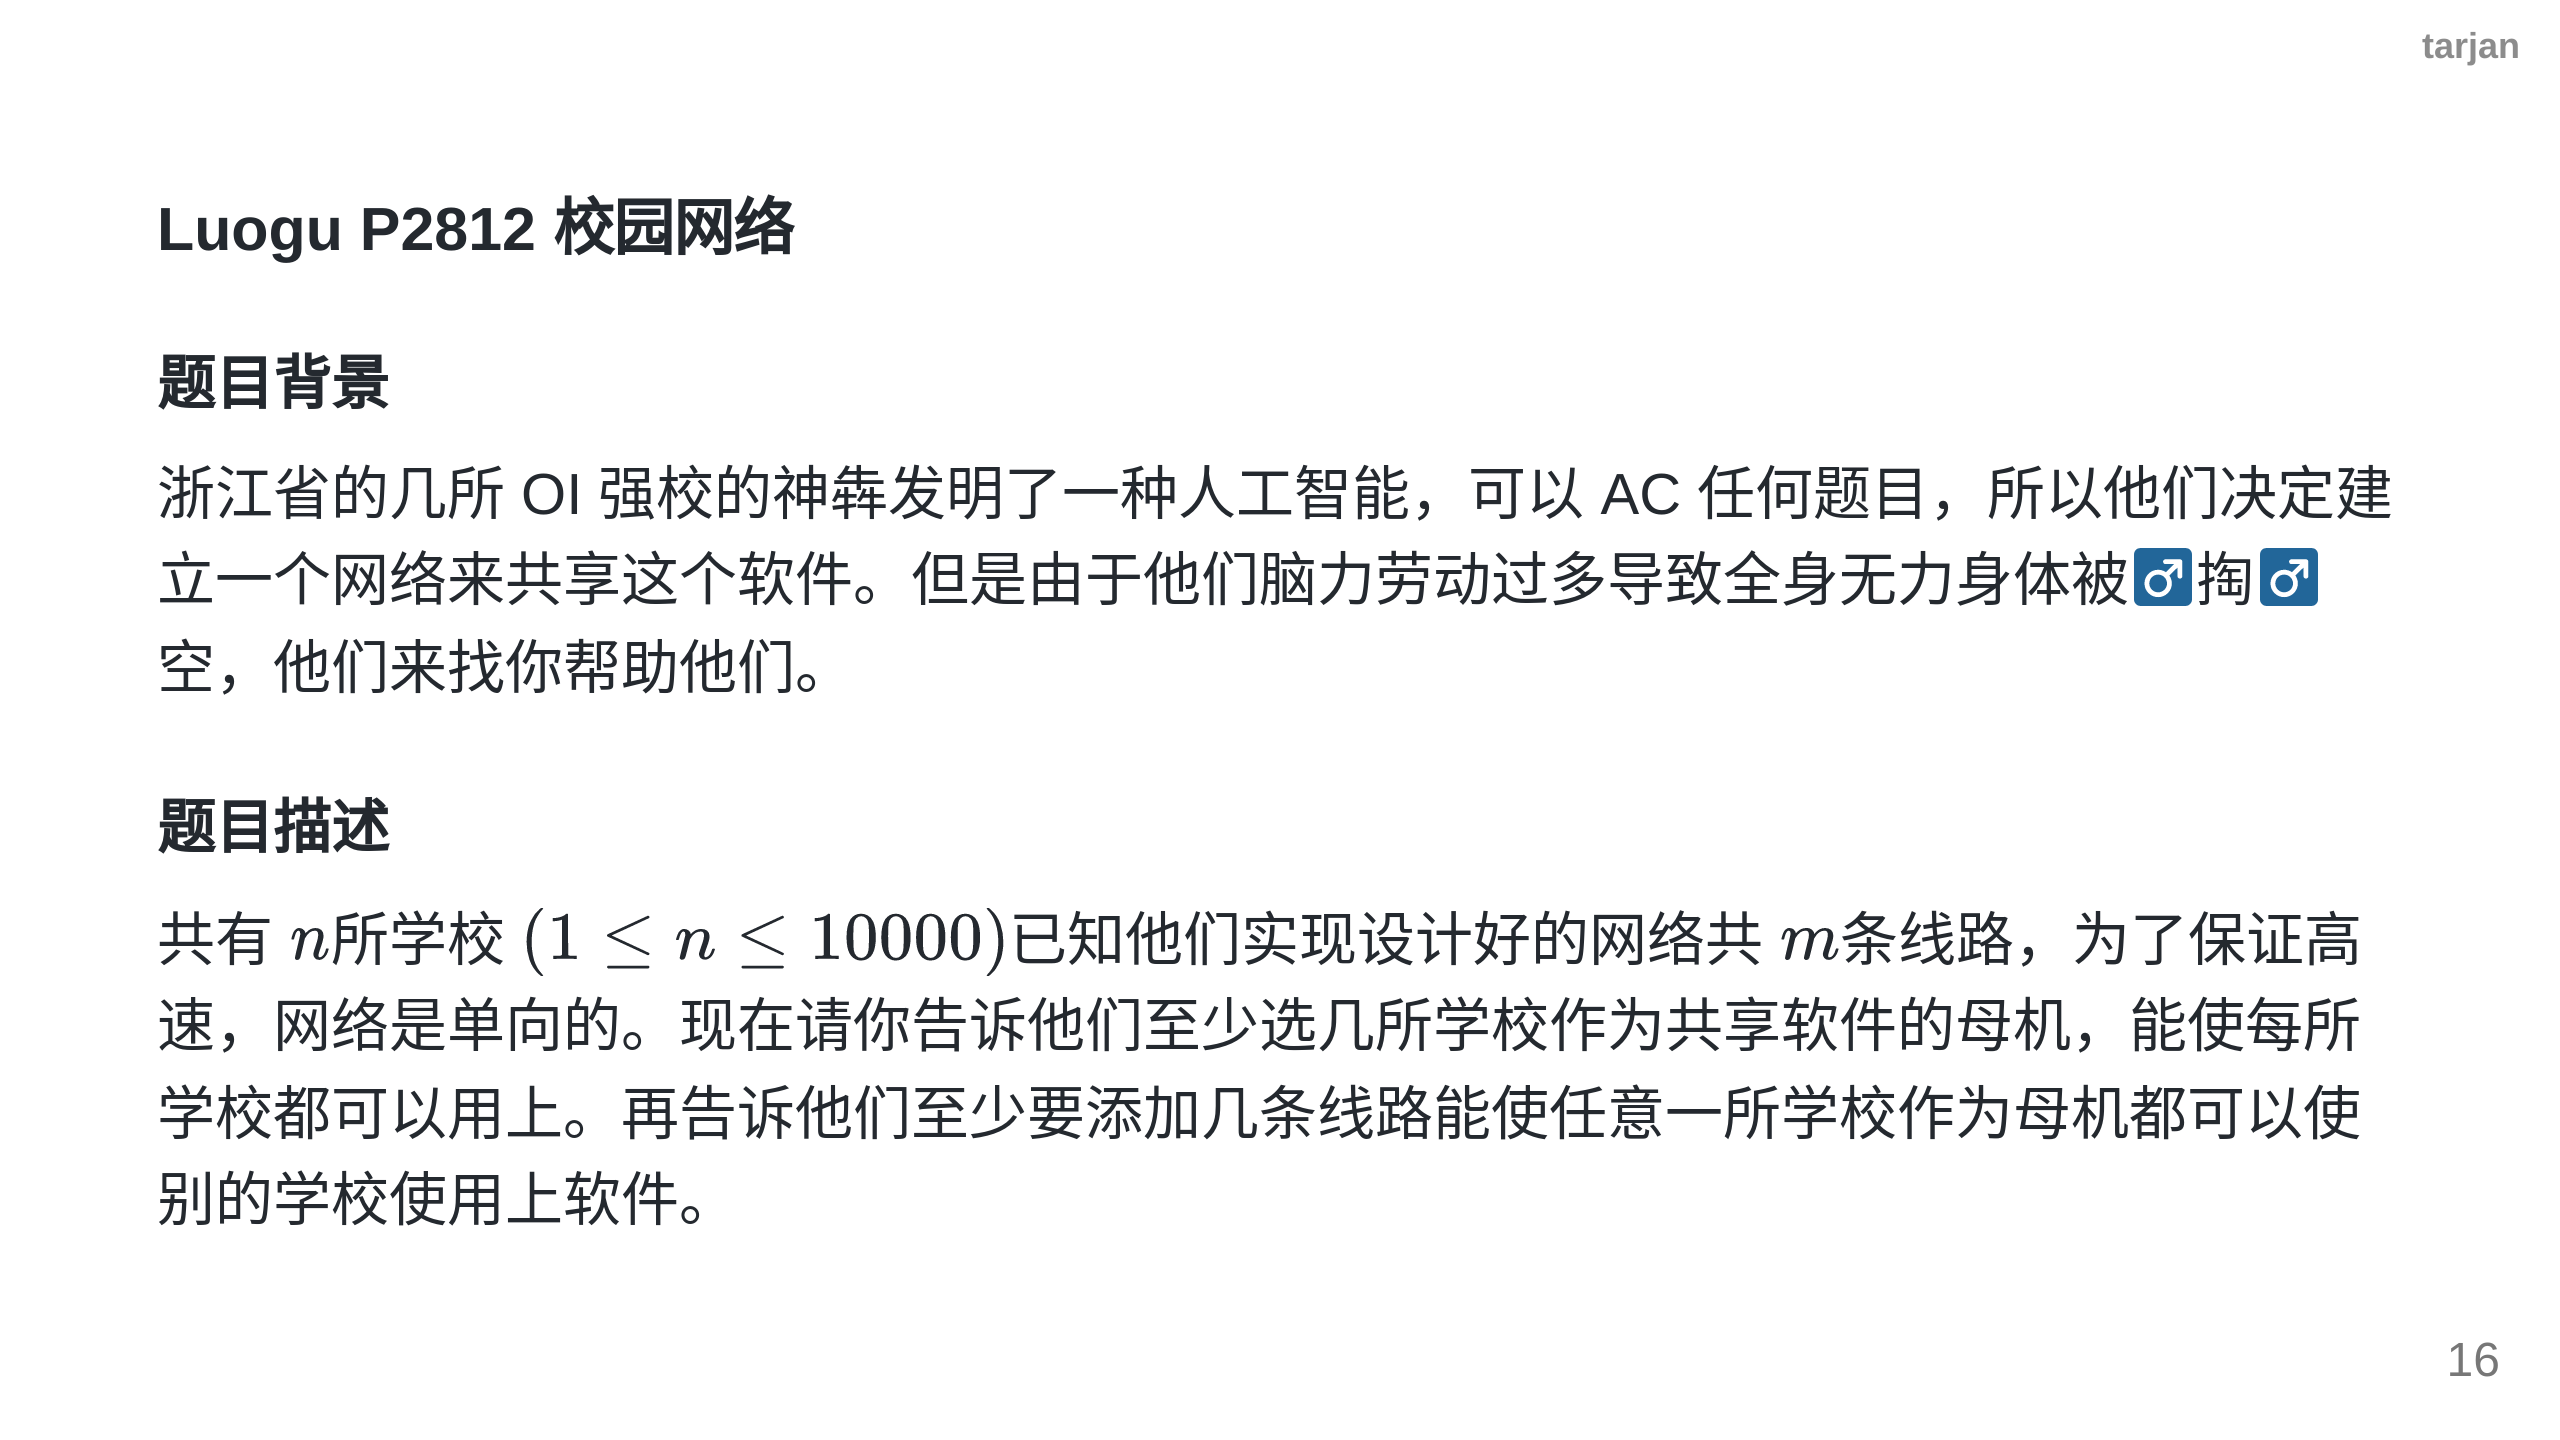 tarjan
Luogu P2812 校园网络
题目背景
浙江省的几所 OI 强校的神犇发明了一种人工智能，可以 AC 任何题目，所以他们决定建
立一个网络来共享这个软件。但是由于他们脑力劳动过多导致全身无力身体被♂掏♂
空，他们来找你帮助他们。
题目描述
共有 n所学校 (1 ≤ n ≤ 10000)已知他们实现设计好的网络共 m条线路，为了保证高
速，网络是单向的。现在请你告诉他们至少选几所学校作为共享软件的母机，能使每所
学校都可以用上。再告诉他们至少要添加几条线路能使任意一所学校作为母机都可以使
别的学校使用上软件。
16